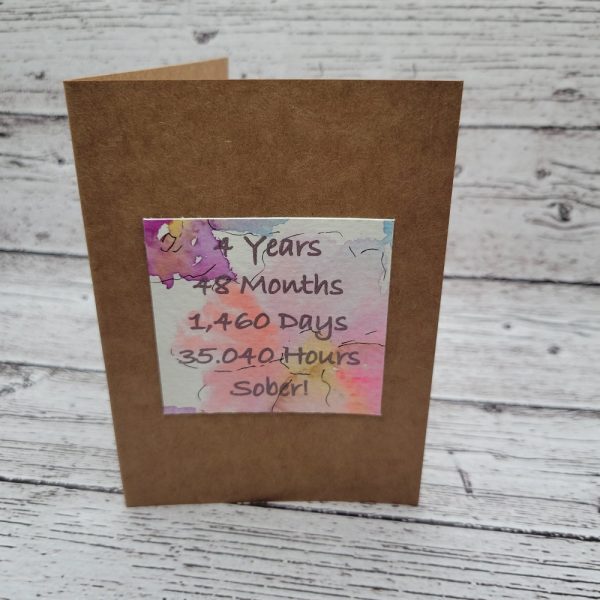 4 Years
48 Months
1,460 Days
35.040 Hours
Sober!